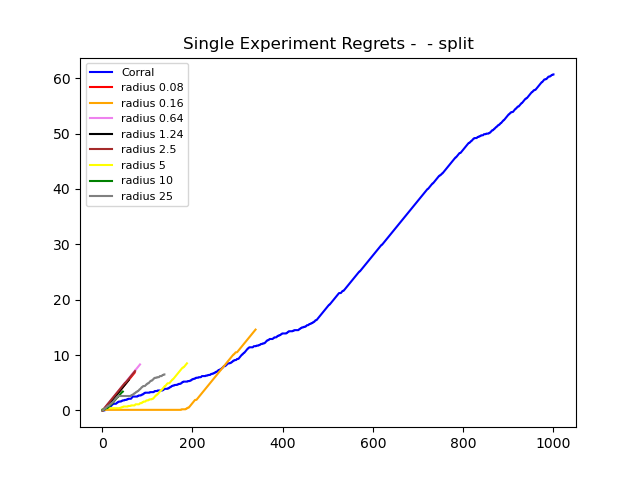 Single Experiment Regrets -  - split
Corral
radius 0.08
radius 0.16
radius 0.64
radius 1.24
radius 2.5
radius 5
radius 10
radius 25
60
50
40
30
20
10
0
0 200 400 600 800 1000